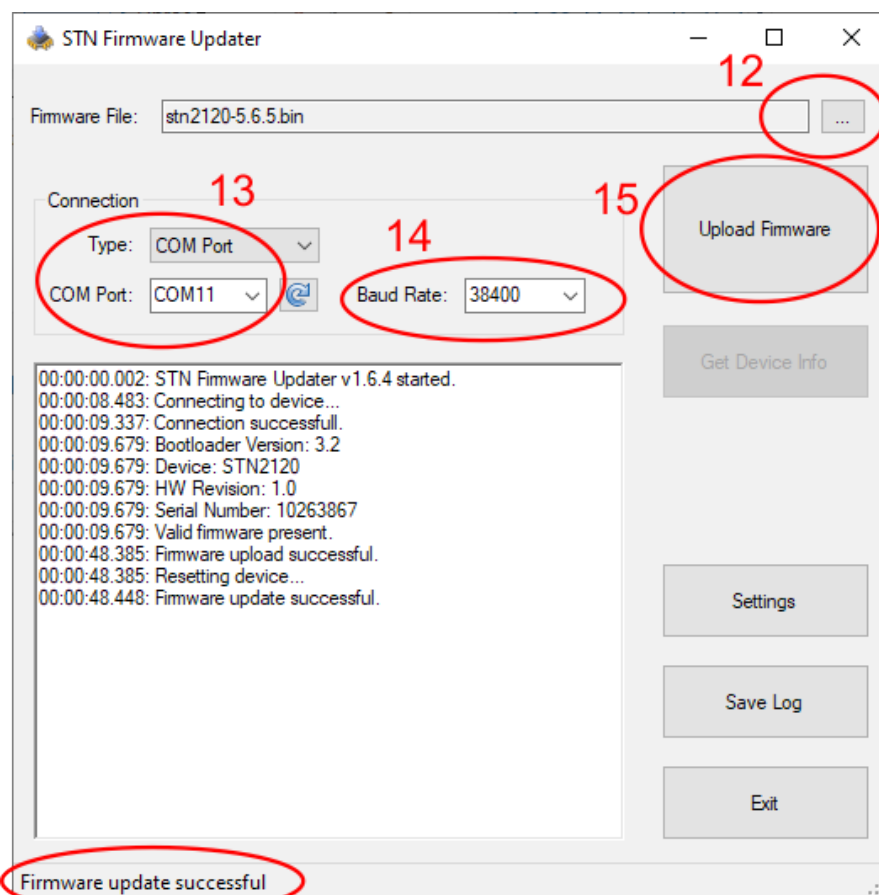 STN Firmware Updater
12
Firmware File: stn2120-5.6.5.bin ...
13
Connection
Type: COM Port
COM Port: COM11
14
Baud Rate: 38400
15
Upload Firmware
Get Device Info
00:00:00.002: STN Firmware Updater v1.6.4 started.
00:00:08.483: Connecting to device...
00:00:09.337: Connection successfull.
00:00:09.679: Bootloader Version: 3.2
00:00:09.679: Device: STN2120
00:00:09.679: HW Revision: 1.0
00:00:09.679: Serial Number: 10263867
00:00:09.679: Valid firmware present.
00:00:48.385: Firmware upload successful.
00:00:48.385: Resetting device...
00:00:48.448: Firmware update successful.
Settings
Save Log
Exit
Firmware update successful